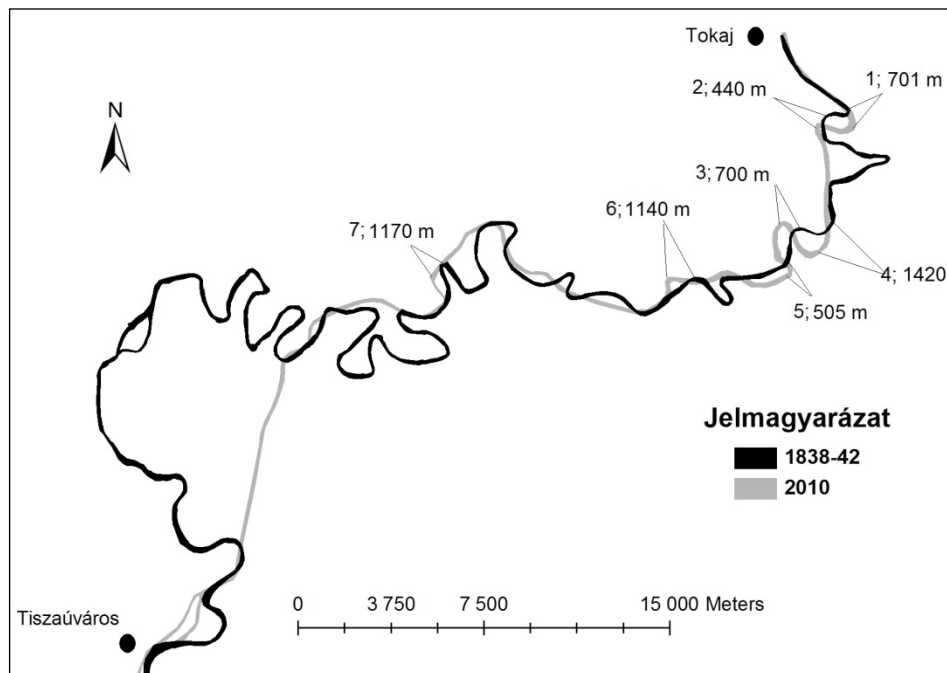 Tokaj
1; 701 m
2; 440 m
N
3; 700 m
6; 1140 m
7; 1170 m
4; 1420
5; 505 m
Jelmagyarázat
1838-42
2010
Tiszaúváros
0 3 750 7 500 15 000 Meters